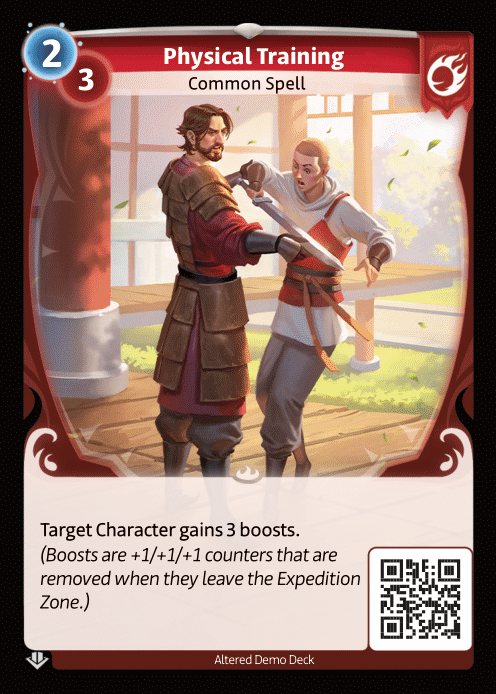 2
3
Physical Training
Common Spell
Target Character gains 3 boosts.
(Boosts are +1/+1/+1 counters that are
removed when they leave the Expedition
Zone.)
Altered Demo Deck